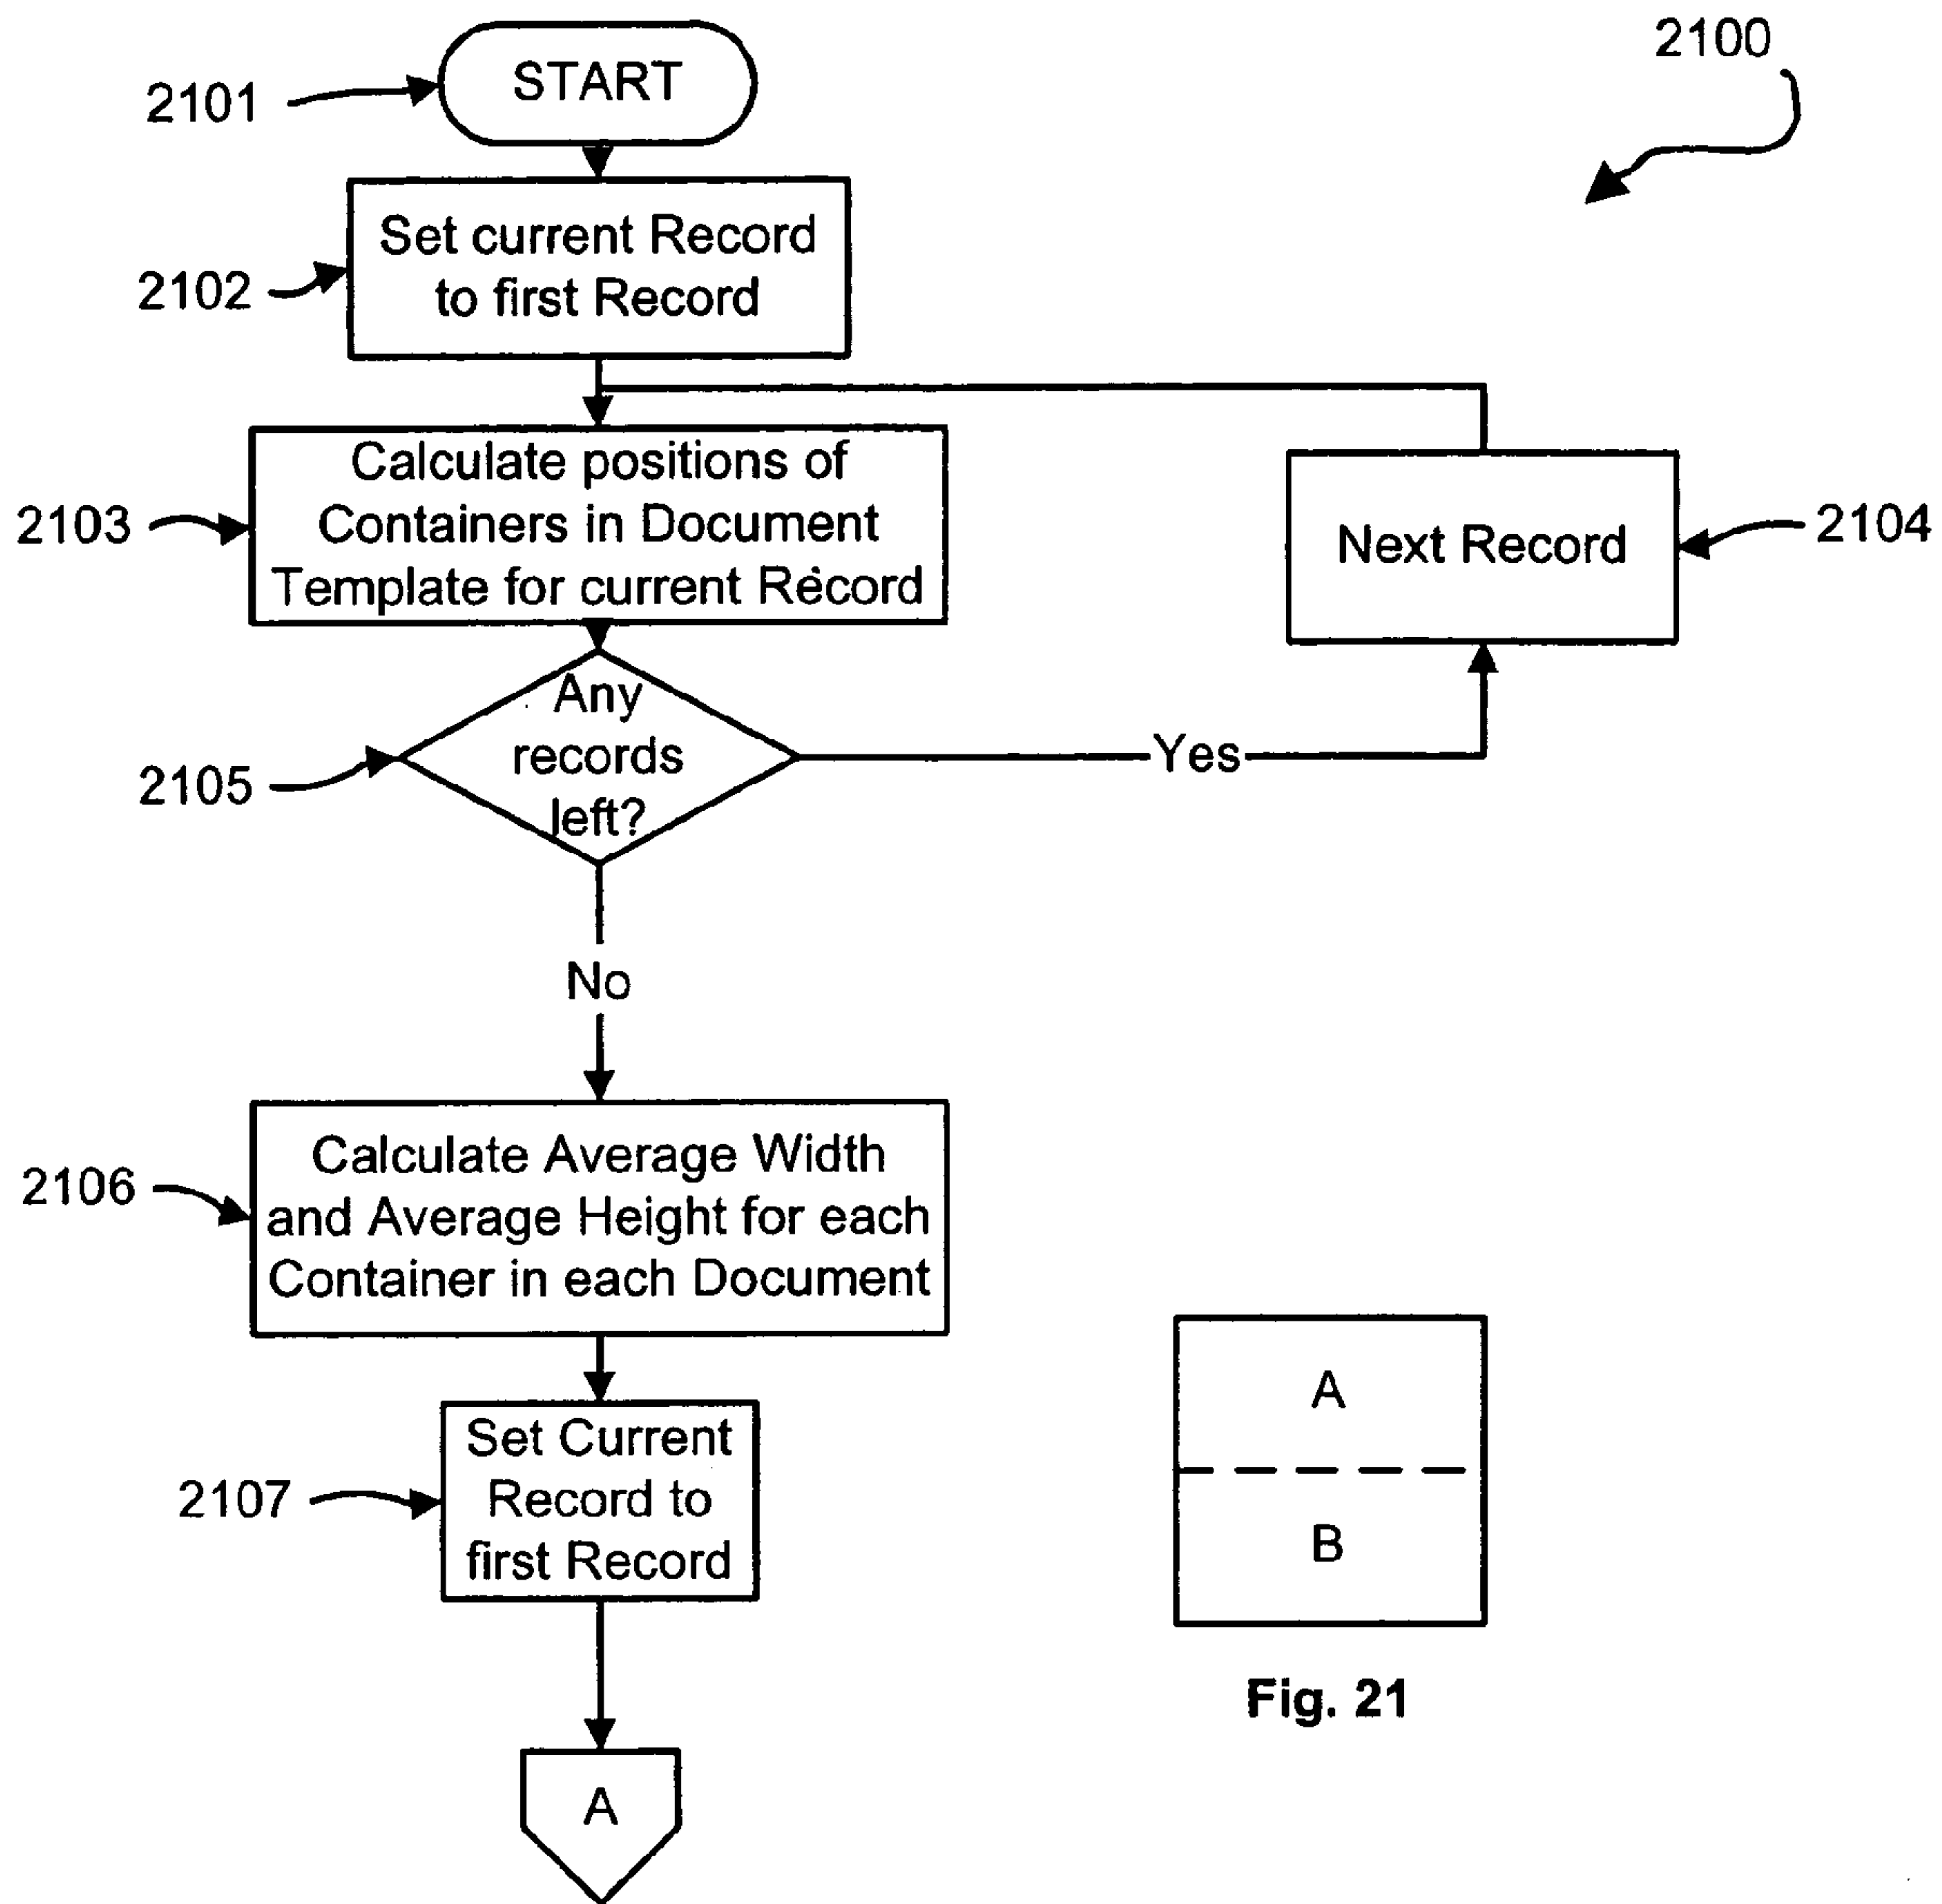 2100
2101
START
2102
Set current Record
to first Record
2103
Calculate positions of
Containers in Document
Template for current Record
Next Record
2104
2105
Any
records
left?
Yes
No
2106
Calculate Average Width
and Average Height for each
Container in each Document
2107
Set Current
Record to
first Record
A
A
B
Fig. 21